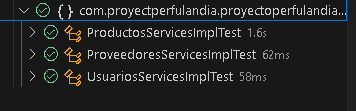 {} com.proyectperfulandia.proyectoperfulandia...
ProductosServicesImplTest 1.6s
ProveedoresServicesImplTest 62ms
UsuariosServicesImplTest 58ms